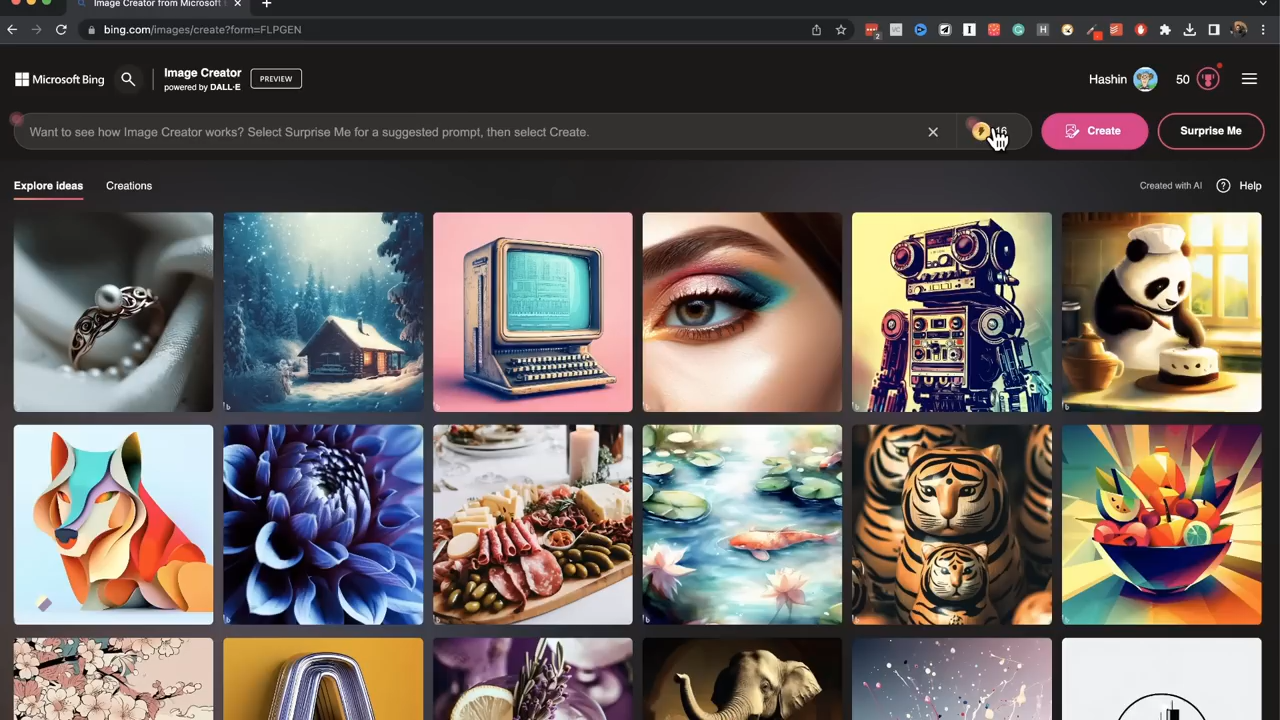 Image Creator from Microsoft
bing.com/images/create?form=FLPGEN
Microsoft Bing
Image Creator
powered by DALL·E
PREVIEW
Hashin
50
Want to see how Image Creator works? Select Surprise Me for a suggested prompt, then select Create.
16
Create
Surprise Me
Explore ideas
Creations
Created with AI
Help